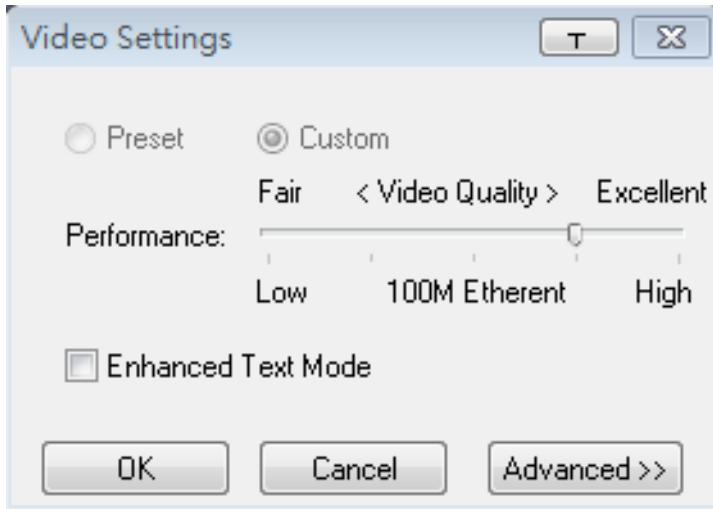 Video Settings
T
Preset
Custom
Fair < Video Quality > Excellent
Performance:
Low 100M Etherent High
Enhanced Text Mode
OK Cancel Advanced >>